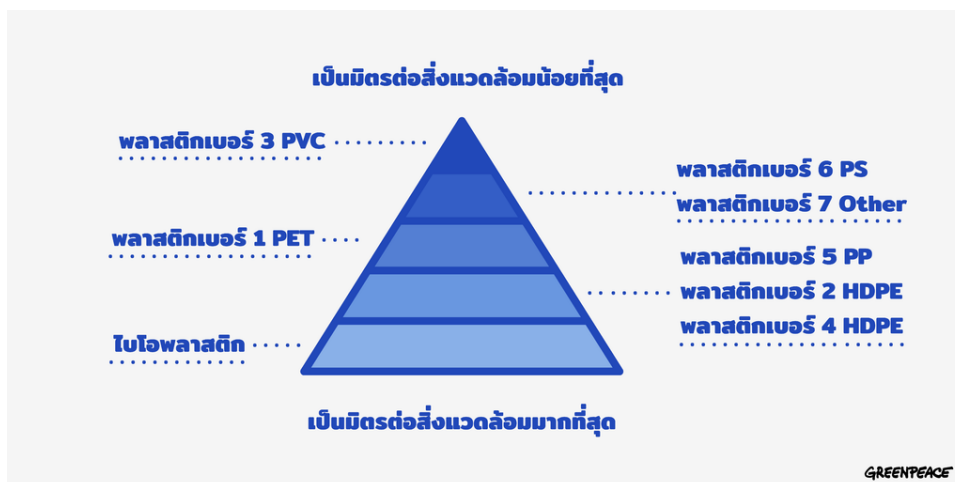 เป็นมิตรต่อสิ่งแวดล้อมน้อยที่สุด
พลาสติกเบอร์ 3 PVC
พลาสติกเบอร์ 6 PS
พลาสติกเบอร์ 7 Other
พลาสติกเบอร์ 1 PET
พลาสติกเบอร์ 5 PP
พลาสติกเบอร์ 2 HDPE
พลาสติกเบอร์ 4 HDPE
ไบโอพลาสติก
เป็นมิตรต่อสิ่งแวดล้อมมากที่สุด
GREENPEACE